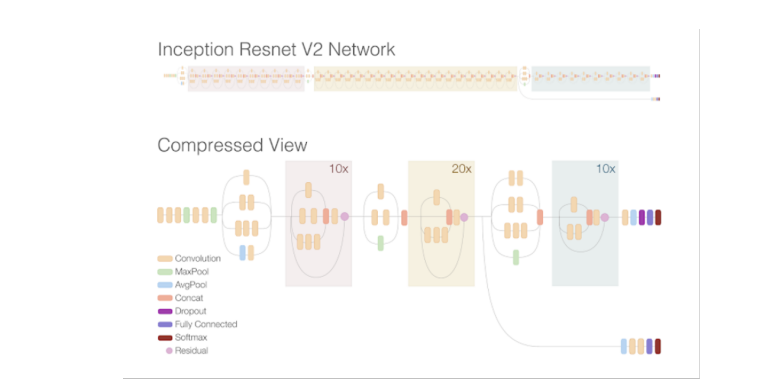 Inception Resnet V2 Network
Compressed View
10x
20x
10x
Convolution
MaxPool
AvgPool
Concat
Dropout
Fully Connected
Softmax
Residual